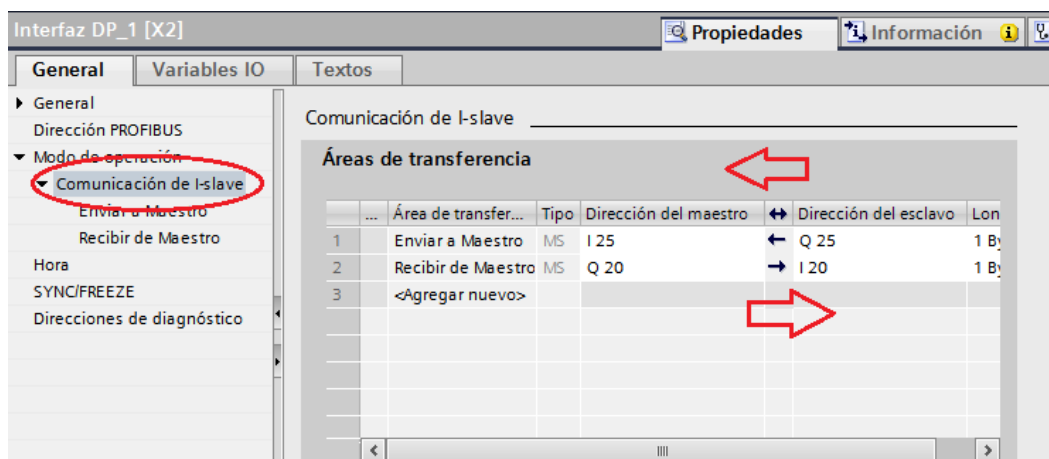 Interfaz DP_1 [X2]
Propiedades
Información
General
Variables IO
Textos
General
Dirección PROFIBUS
Modo de operación
Comunicación de I-slave
Enviar a Maestro
Recibir de Maestro
Hora
SYNC/FREEZE
Direcciones de diagnóstico
Comunicación de I-slave
Áreas de transferencia
... Área de transfer... Tipo Dirección del maestro ↔ Dirección del esclavo Lon
1 Enviar a Maestro MS I 25 ← Q 25 1 By
2 Recibir de Maestro MS Q 20 → I 20 1 By
3 <Agregar nuevo>